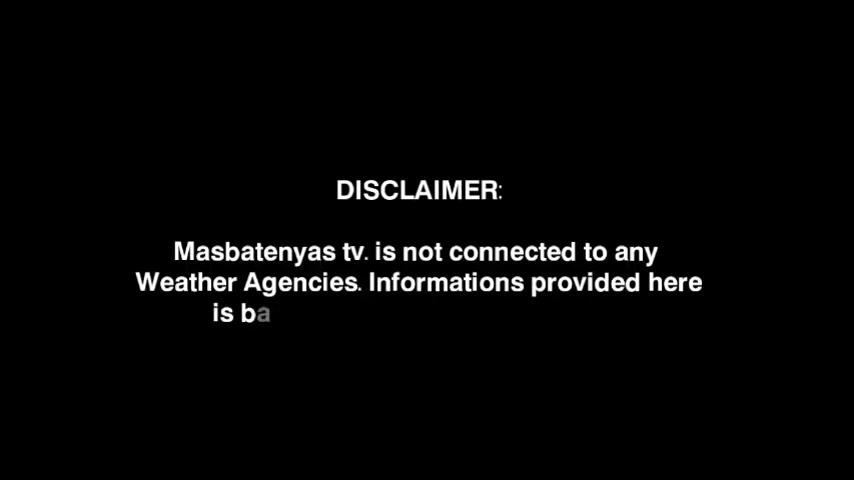 DISCLAIMER:
Masbatenyas tv. is not connected to any
Weather Agencies. Informations provided here
is ba